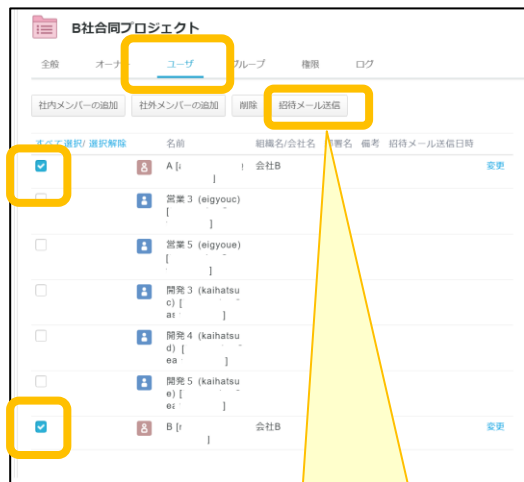 B社合同プロジェクト
全般 オーナー ユーザ グループ 権限 ログ
社内メンバーの追加 社外メンバーの追加 削除 招待メール送信
すべて選択/ 選択解除 名前 組織名/会社名 部署名 備考 招待メール送信日時
A [ 会社B 変更
]
営業３ (eigyouc)
[
]
営業５ (eigyoue)
[
]
開発３ (kaihatsu
c) [
]
開発４ (kaihatsu
d) [
]
開発５ (kaihatsu
e) [
]
B [ 会社B 変更
]